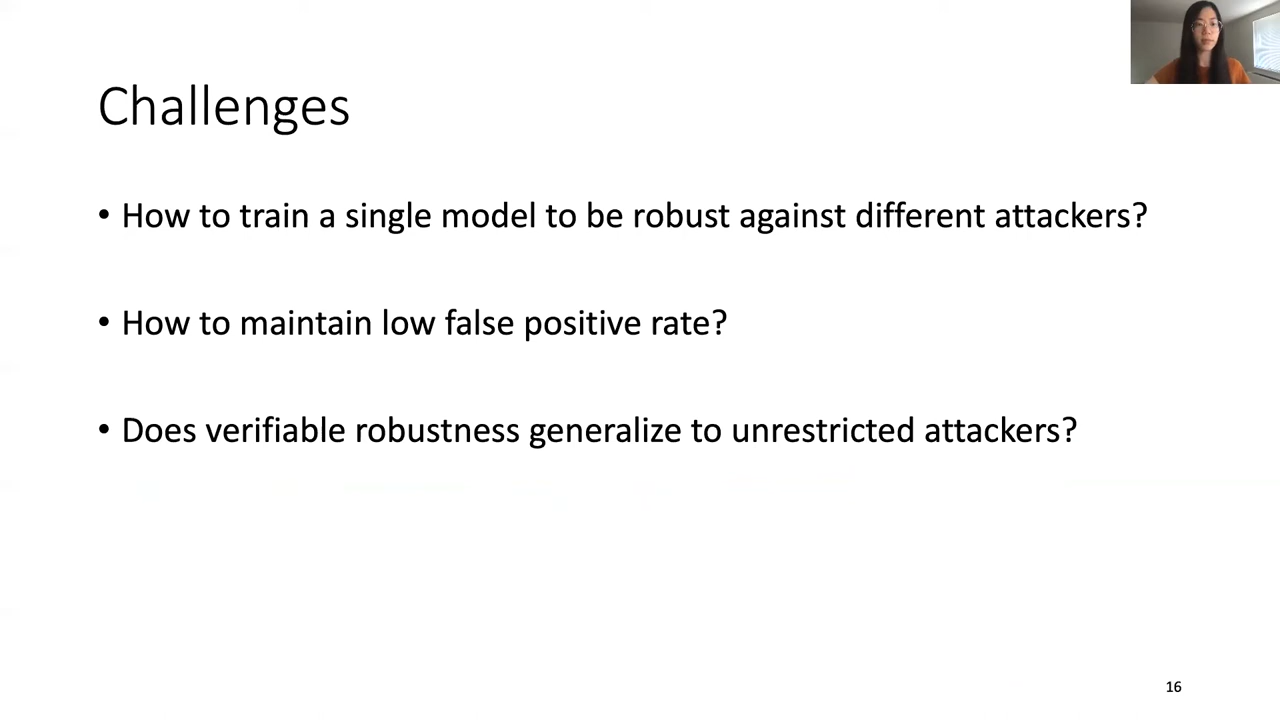 Challenges
• How to train a single model to be robust against different attackers?
• How to maintain low false positive rate?
• Does verifiable robustness generalize to unrestricted attackers?
16